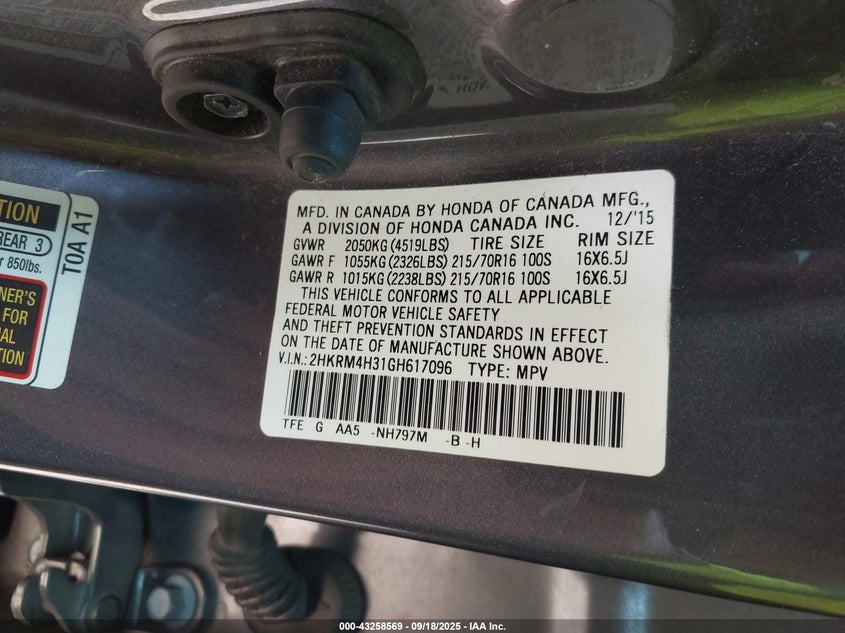 MFD. IN CANADA BY HONDA OF CANADA MFG.,
A DIVISION OF HONDA CANADA INC. 12/'15
GVWR 2050KG (4519LBS) TIRE SIZE RIM SIZE
GAWR F 1055KG (2326LBS) 215/70R16 100S 16X6.5J
GAWR R 1015KG (2238LBS) 215/70R16 100S 16X6.5J
THIS VEHICLE CONFORMS TO ALL APPLICABLE
FEDERAL MOTOR VEHICLE SAFETY
AND THEFT PREVENTION STANDARDS IN EFFECT
ON THE DATE OF MANUFACTURE SHOWN ABOVE.
V.I.N.: 2HKRM4H31GH617096 TYPE: MPV
TFE G AA5 -NH797M -B -H
TION
REAR 3
850lbs.
NER'S
FOR
TOA A1
000-43258569 — 09/18/2025 — IAA Inc.